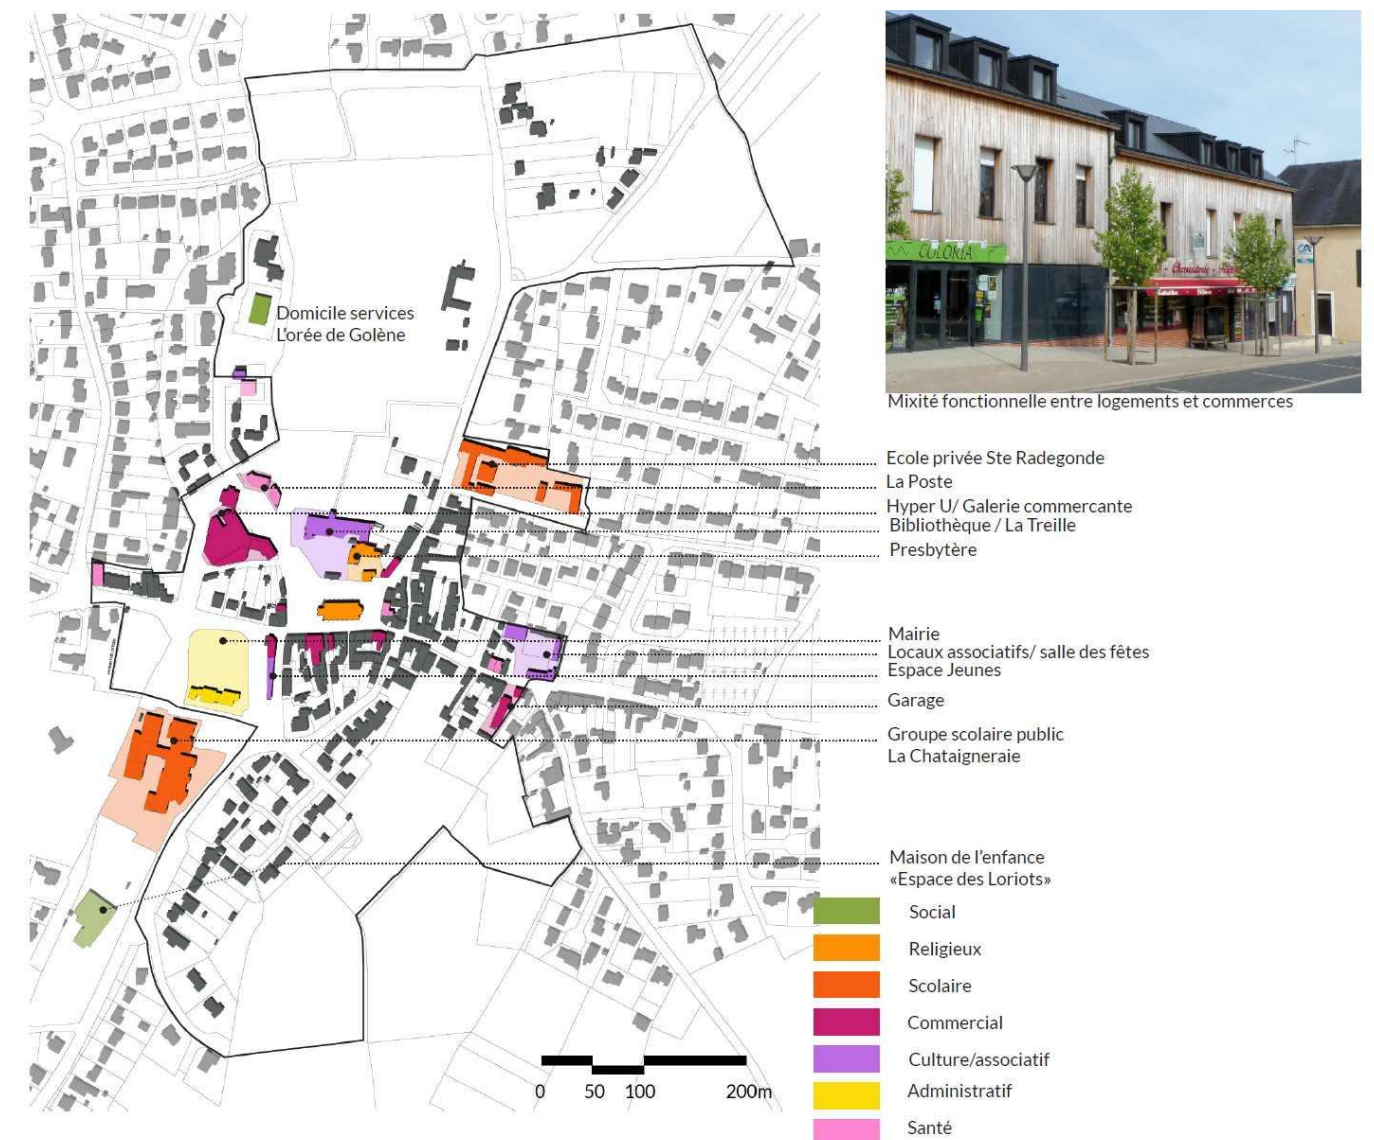 COLORIA
Domicile services
L'orée de Golène
Mixité fonctionnelle entre logements et commerces
Ecole privée Ste Radegonde
La Poste
Hyper U/ Galerie commercante
Bibliothèque / La Treille
Presbytère
Mairie
Locaux associatifs/ salle des fêtes
Espace Jeunes
Garage
Groupe scolaire public
La Chataigneraie
Maison de l'enfance
«Espace des Loriots»
Social
Religieux
Scolaire
Commercial
Culture/associatif
Administratif
Santé
0 50 100 200m